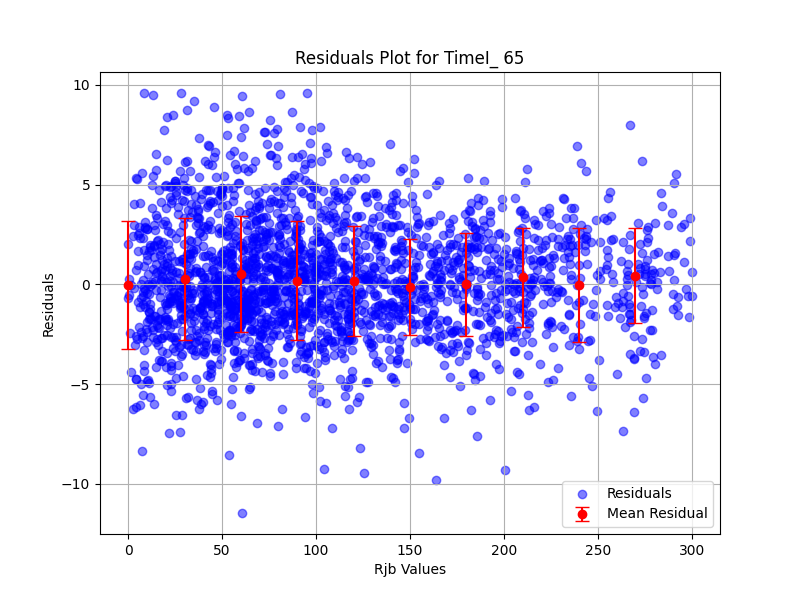 Residuals Plot for TimeI_ 65
Residuals
10
5
0
−5
−10
0 50 100 150 200 250 300
Rjb Values
Residuals
Mean Residual